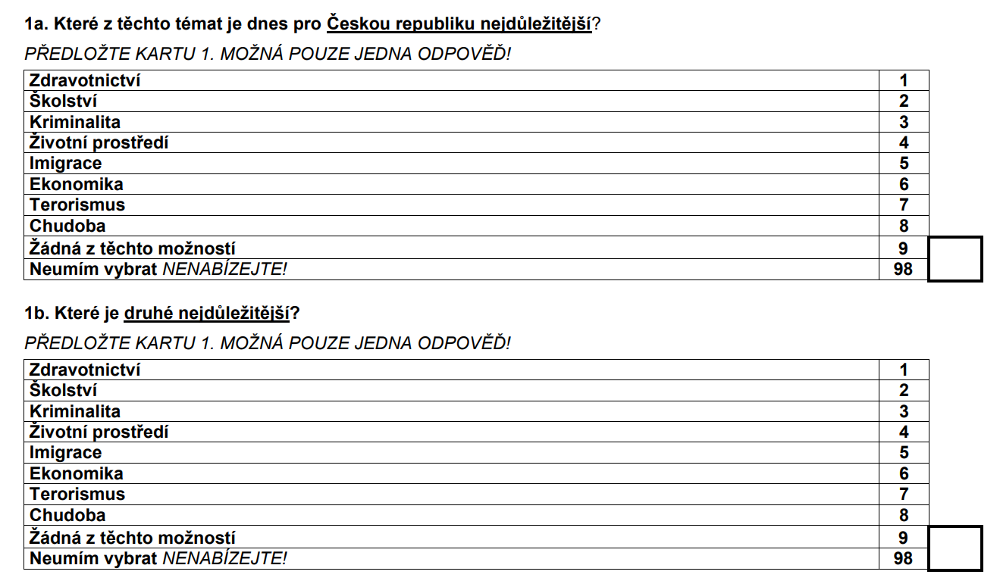 1a. Které z těchto témat je dnes pro Českou republiku nejdůležitější?
PŘEDLOŽTE KARTU 1. MOŽNÁ POUZE JEDNA ODPOVĚĎ!
Zdravotnictví 1
Školství 2
Kriminalita 3
Životní prostředí 4
Imigrace 5
Ekonomika 6
Terorismus 7
Chudoba 8
Žádná z těchto možností 9
Neumím vybrat NENABÍZEJTE! 98
1b. Které je druhé nejdůležitější?
PŘEDLOŽTE KARTU 1. MOŽNÁ POUZE JEDNA ODPOVĚĎ!
Zdravotnictví 1
Školství 2
Kriminalita 3
Životní prostředí 4
Imigrace 5
Ekonomika 6
Terorismus 7
Chudoba 8
Žádná z těchto možností 9
Neumím vybrat NENABÍZEJTE! 98